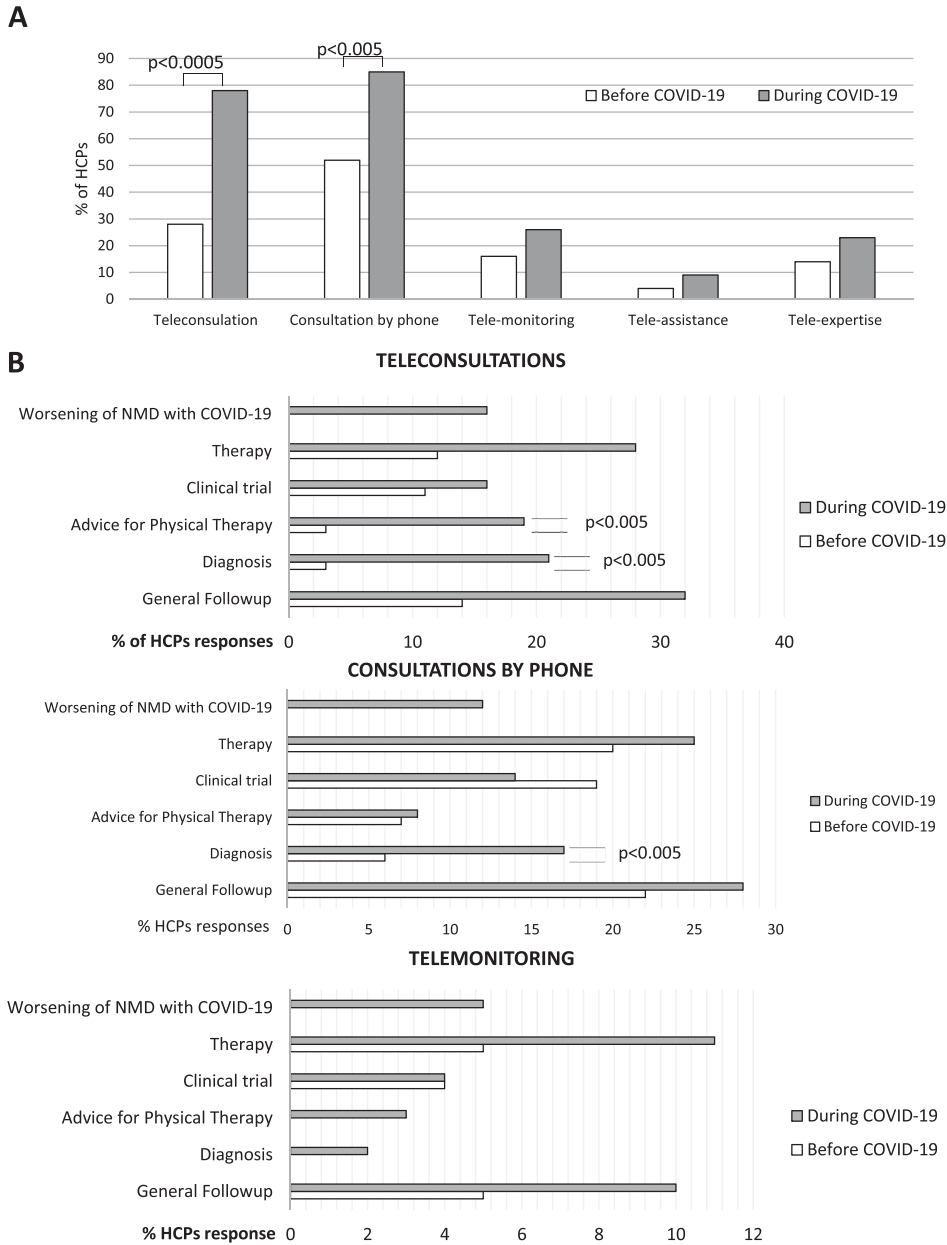 A
p<0.0005
p<0.005
90
80
70
60
50
40
30
20
10
0
% of HCPs
Before COVID-19
During COVID-19
Teleconsulation
Consultation by phone
Tele-monitoring
Tele-assistance
Tele-expertise
B
TELECONSULTATIONS
Worsening of NMD with COVID-19
Therapy
Clinical trial
Advice for Physical Therapy
p<0.005
Diagnosis
p<0.005
General Followup
During COVID-19
Before COVID-19
% of HCPs responses 0 10 20 30 40
CONSULTATIONS BY PHONE
Worsening of NMD with COVID-19
Therapy
Clinical trial
Advice for Physical Therapy
Diagnosis
p<0.005
General Followup
During COVID-19
Before COVID-19
% HCPs responses 0 5 10 15 20 25 30
TELEMONITORING
Worsening of NMD with COVID-19
Therapy
Clinical trial
Advice for Physical Therapy
Diagnosis
General Followup
During COVID-19
Before COVID-19
% HCPs response 0 2 4 6 8 10 12